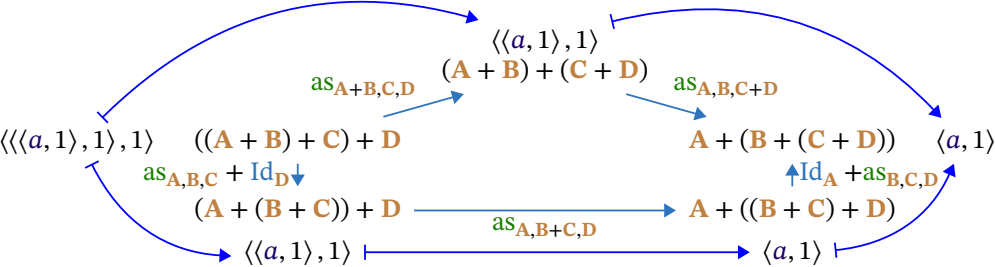 ⟨⟨a, 1⟩ , 1⟩
(A + B) + (C + D)
as_{A+B,C,D} as_{A,B,C+D}
⟨⟨⟨a, 1⟩ , 1⟩ , 1⟩ ((A + B) + C) + D A + (B + (C + D)) ⟨a, 1⟩
as_{A,B,C} + Id_D Id_A +as_{B,C,D}
(A + (B + C)) + D A + ((B + C) + D)
as_{A,B+C,D}
⟨⟨a, 1⟩ , 1⟩ ⟨a, 1⟩